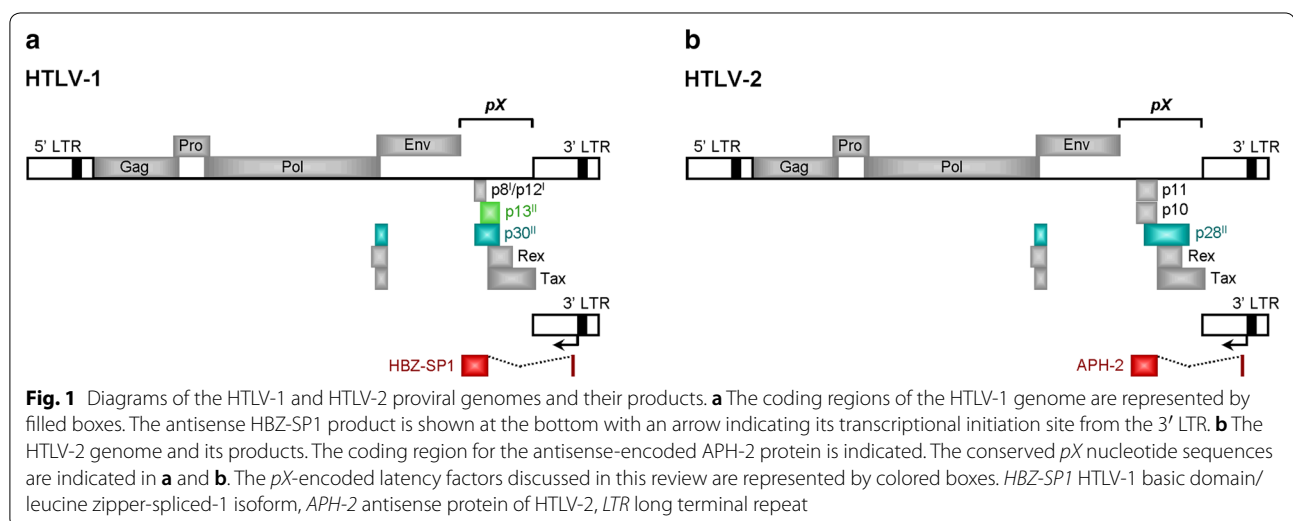 a
HTLV-1
pX
5' LTR
Pro
Env
3' LTR
Gag
Pol
p8ᴵ/p12ᴵ
p13ᴵᴵ
p30ᴵᴵ
Rex
Tax
3' LTR
HBZ-SP1
b
HTLV-2
pX
5' LTR
Pro
Env
3' LTR
Gag
Pol
p11
p10
p28ᴵᴵ
Rex
Tax
3' LTR
APH-2
Fig. 1 Diagrams of the HTLV-1 and HTLV-2 proviral genomes and their products. a The coding regions of the HTLV-1 genome are represented by
filled boxes. The antisense HBZ-SP1 product is shown at the bottom with an arrow indicating its transcriptional initiation site from the 3′ LTR. b The
HTLV-2 genome and its products. The coding region for the antisense-encoded APH-2 protein is indicated. The conserved pX nucleotide sequences
are indicated in a and b. The pX-encoded latency factors discussed in this review are represented by colored boxes. HBZ-SP1 HTLV-1 basic domain/
leucine zipper-spliced-1 isoform, APH-2 antisense protein of HTLV-2, LTR long terminal repeat